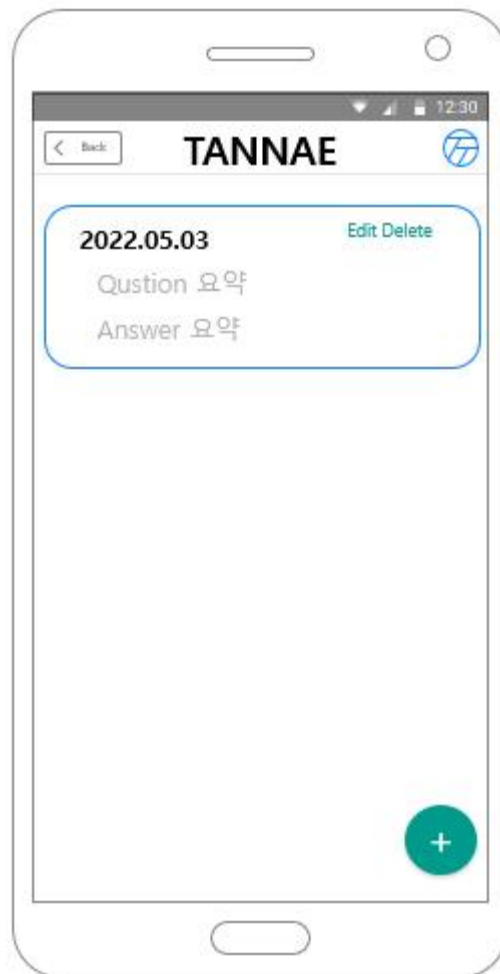 12:30
Back
TANNAE
2022.05.03
Edit Delete
Qustion 요약
Answer 요약
+